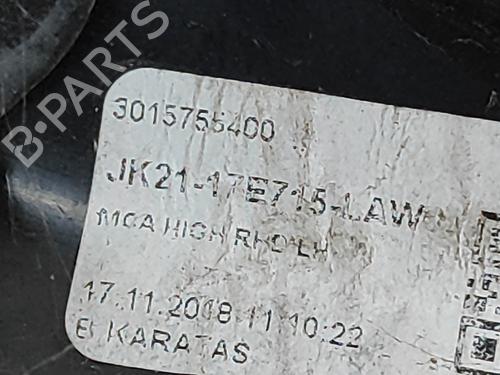 B-PARTS
3015755400
JK21-17E715-LAW
MCA HIGH RHD LH
17.11.2018 11 10:22
E KARATAS